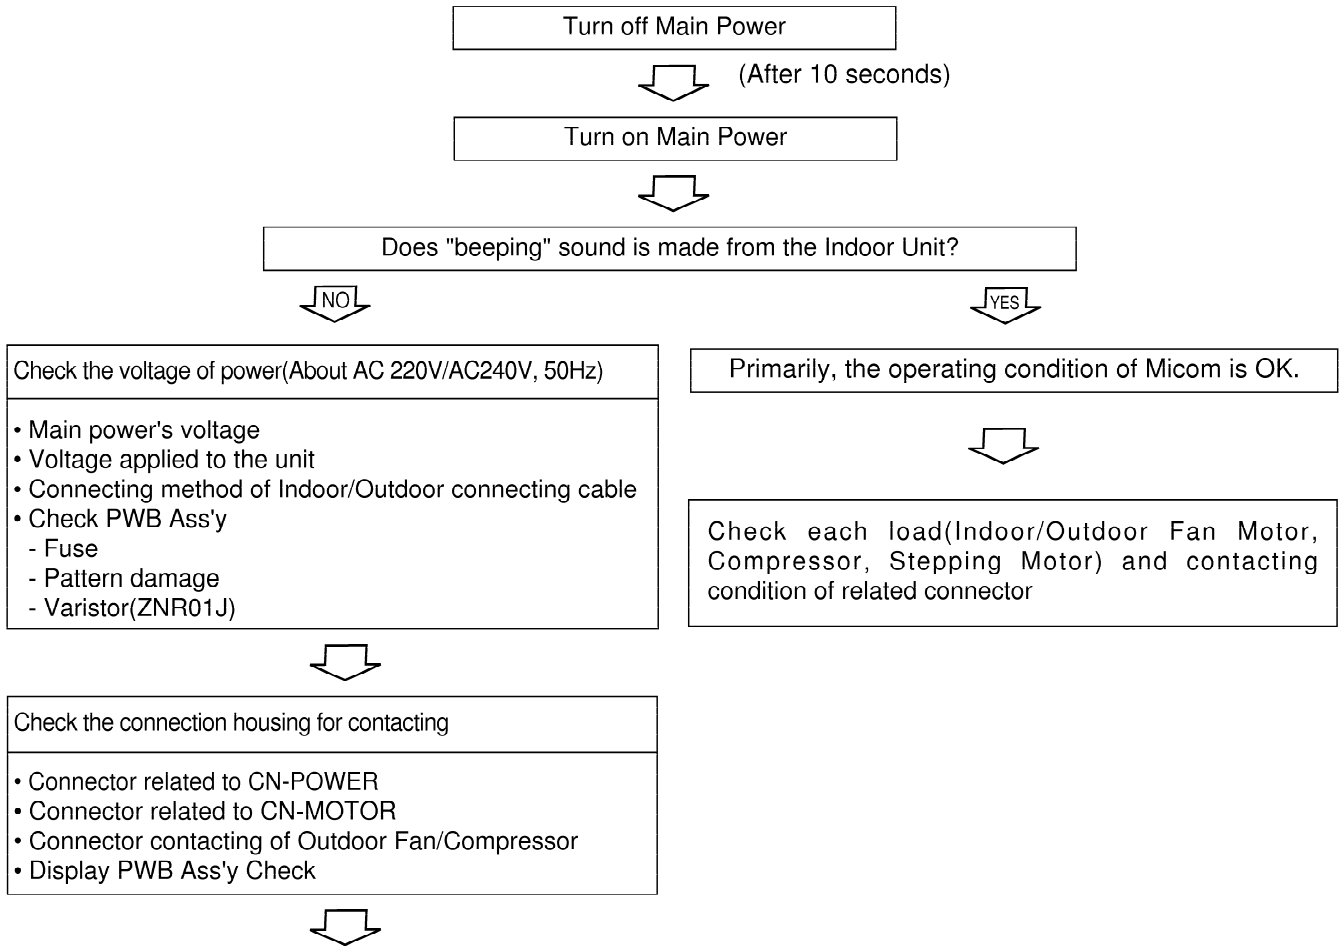 Turn off Main Power
(After 10 seconds)
Turn on Main Power
Does "beeping" sound is made from the Indoor Unit?
NO
YES
Check the voltage of power(About AC 220V/AC240V, 50Hz)
• Main power's voltage
• Voltage applied to the unit
• Connecting method of Indoor/Outdoor connecting cable
• Check PWB Ass'y
- Fuse
- Pattern damage
- Varistor(ZNR01J)
Primarily, the operating condition of Micom is OK.
Check each load(Indoor/Outdoor Fan Motor,
Compressor, Stepping Motor) and contacting
condition of related connector
Check the connection housing for contacting
• Connector related to CN-POWER
• Connector related to CN-MOTOR
• Connector contacting of Outdoor Fan/Compressor
• Display PWB Ass'y Check